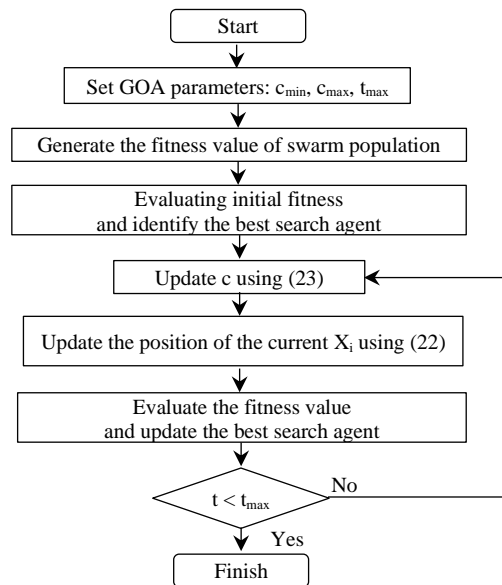 Start
Set GOA parameters: cmin, cmax, tmax
Generate the fitness value of swarm population
Evaluating initial fitness
and identify the best search agent
Update c using (23)
Update the position of the current Xi using (22)
Evaluate the fitness value
and update the best search agent
t < tmax
No
Yes
Finish